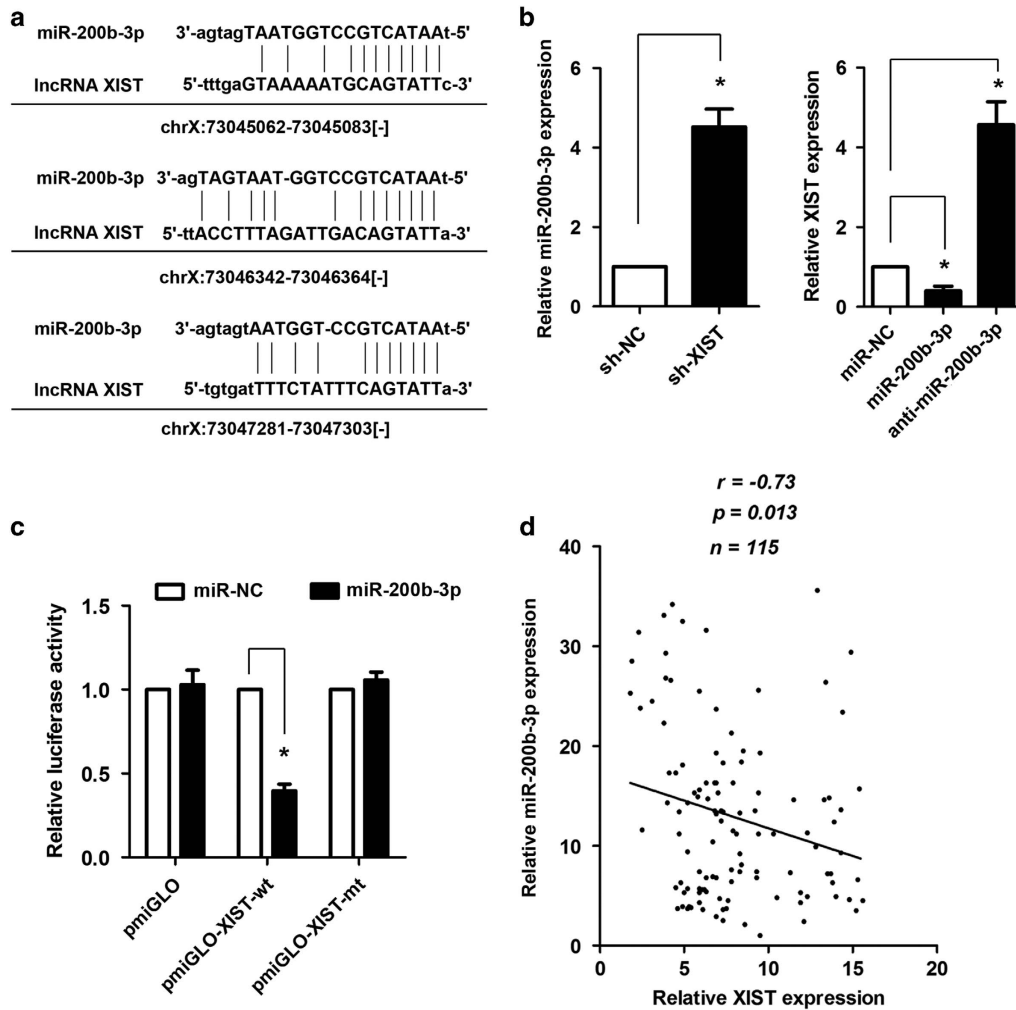 a
miR-200b-3p 3'-agtagTAATGGTCCGTCATAAt-5'
lncRNA XIST 5'-tttgaGTAAAAATGCAGTATTc-3'
chrX:73045062-73045083[-]
miR-200b-3p 3'-agTAGTAAT-GGTCCGTCATAAt-5'
lncRNA XIST 5'-ttACCTTTAGATTGACAGTATTa-3'
chrX:73046342-73046364[-]
miR-200b-3p 3'-agtagtAATGGT-CCGTCATAAt-5'
lncRNA XIST 5'-tgtgatTTTCTATTTCAGTATTa-3'
chrX:73047281-73047303[-]
b
Relative miR-200b-3p expression
6
4
2
0
*
sh-NC
sh-XIST
Relative XIST expression
6
4
2
0
*
*
miR-NC
miR-200b-3p
anti-miR-200b-3p
c
miR-NC
miR-200b-3p
Relative luciferase activity
1.5
1.0
0.5
0.0
*
pmiGLO
pmiGLO-XIST-wt
pmiGLO-XIST-mt
d
r = -0.73
p = 0.013
n = 115
Relative miR-200b-3p expression
40
30
20
10
0
0 5 10 15 20
Relative XIST expression